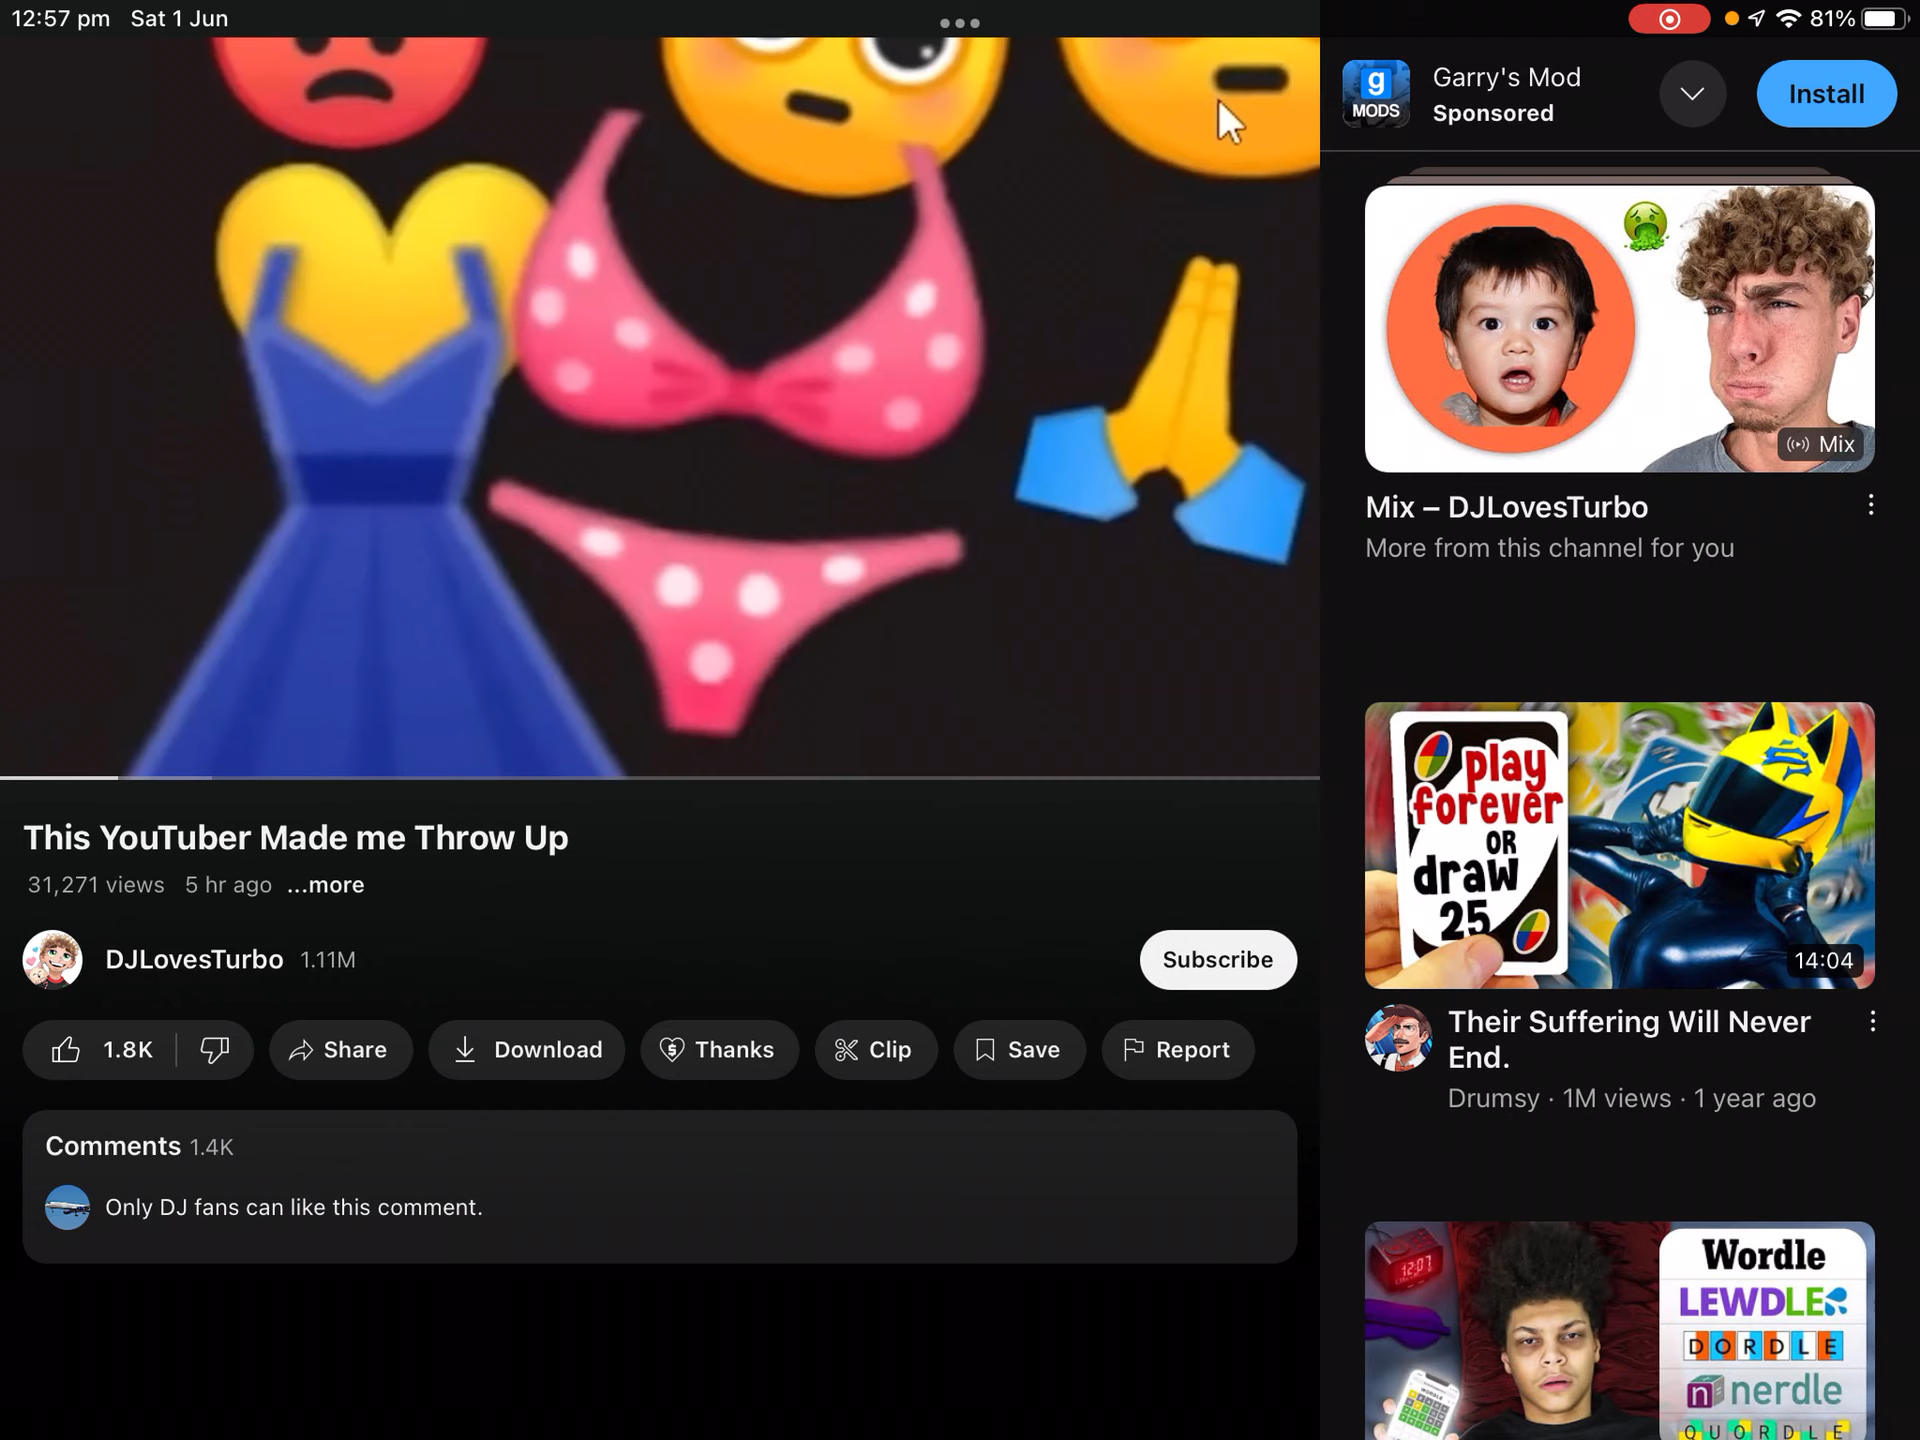 12:57 pm Sat 1 Jun
81%
g
MODS
Garry's Mod
Sponsored
Install
Mix
Mix – DJLovesTurbo
More from this channel for you
play
forever
OR
draw
25
14:04
Their Suffering Will Never
End.
Drumsy · 1M views · 1 year ago
12:07
WORDLE
Wordle
LEWDLE
DORDLE
n nerdle
QUORDLE
This YouTuber Made me Throw Up
31,271 views 5 hr ago ...more
DJLovesTurbo 1.11M
Subscribe
1.8K
Share
Download
Thanks
Clip
Save
Report
Comments 1.4K
Only DJ fans can like this comment.